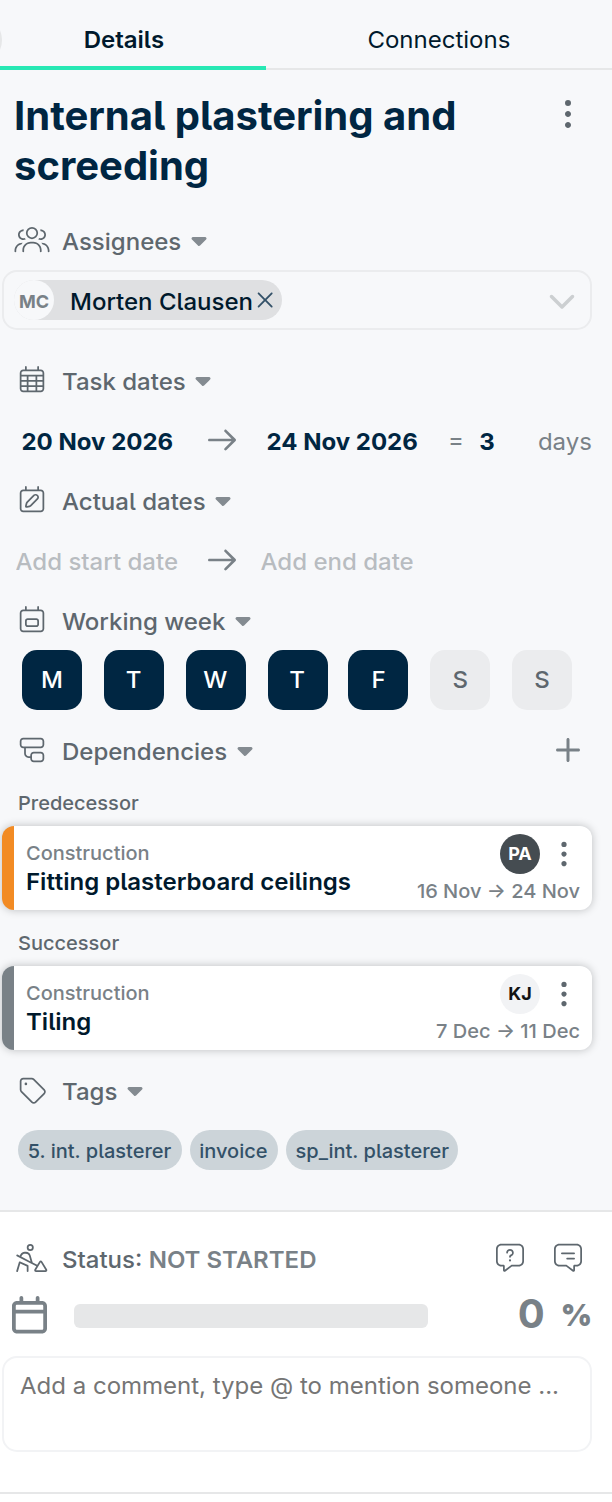 Details Connections
Internal plastering and
screeding
Assignees
MC Morten Clausen
Task dates
20 Nov 2026 → 24 Nov 2026 = 3 days
Actual dates
Add start date → Add end date
Working week
M T W T F S S
Dependencies
Predecessor
Construction PA
Fitting plasterboard ceilings 16 Nov → 24 Nov
Successor
Construction KJ
Tiling 7 Dec → 11 Dec
Tags
5. int. plasterer invoice sp_int. plasterer
Status: NOT STARTED
0 %
Add a comment, type @ to mention someone ...